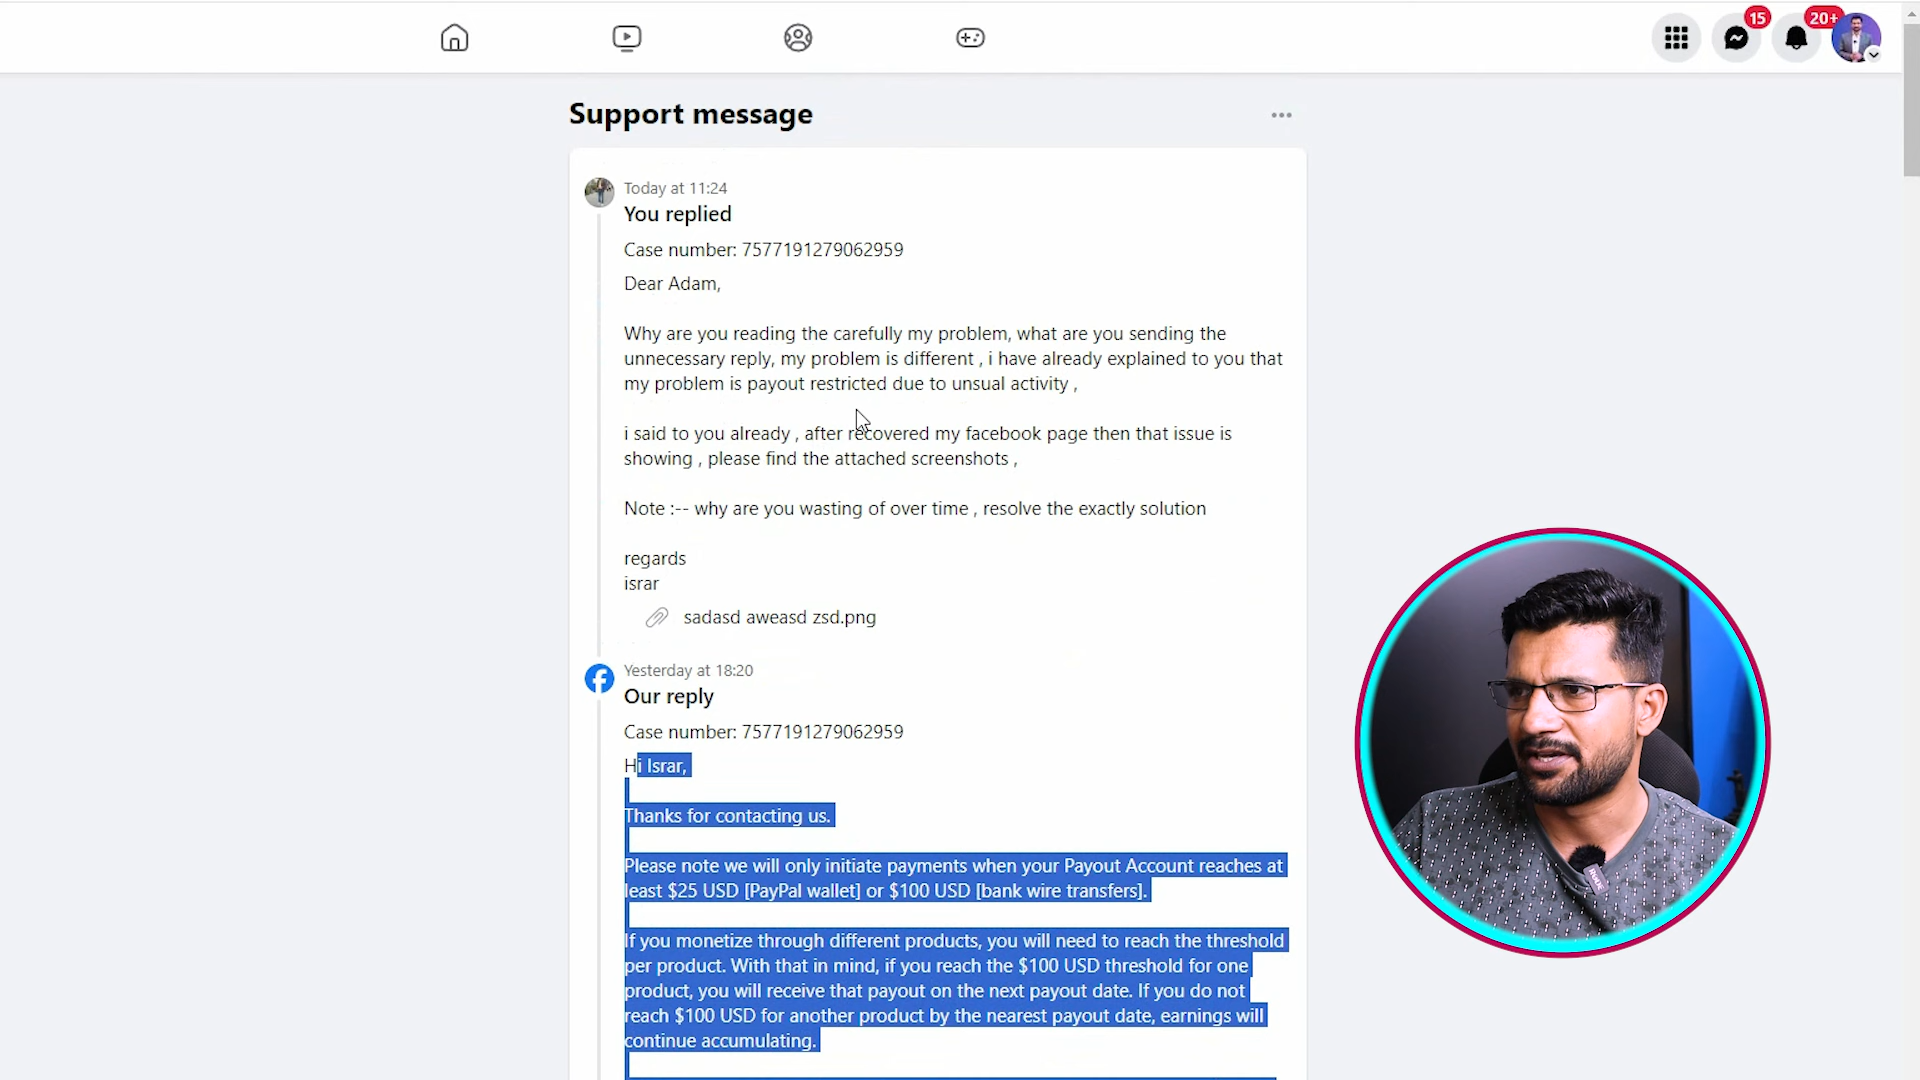 15
20+
Support message
Today at 11:24
You replied
Case number: 7577191279062959
Dear Adam,
Why are you reading the carefully my problem, what are you sending the
unnecessary reply, my problem is different , i have already explained to you that
my problem is payout restricted due to unsual activity ,
i said to you already , after recovered my facebook page then that issue is
showing , please find the attached screenshots ,
Note :-- why are you wasting of over time , resolve the exactly solution
regards
israr
sadasd aweasd zsd.png
Yesterday at 18:20
Our reply
Case number: 7577191279062959
Hi Israr,
Thanks for contacting us.
Please note we will only initiate payments when your Payout Account reaches at
least $25 USD [PayPal wallet] or $100 USD [bank wire transfers].
If you monetize through different products, you will need to reach the threshold
per product. With that in mind, if you reach the $100 USD threshold for one
product, you will receive that payout on the next payout date. If you do not
reach $100 USD for another product by the nearest payout date, earnings will
continue accumulating.